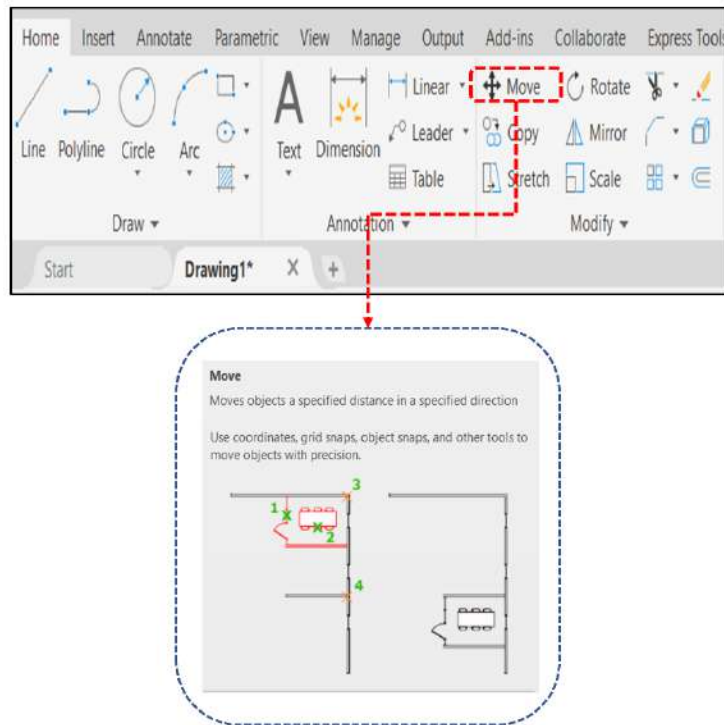 Home Insert Annotate Parametric View Manage Output Add-ins Collaborate Express Tools
Linear Move Rotate
Leader Copy Mirror
Line Polyline Circle Arc Text Dimension
Table Stretch Scale
Draw Annotation Modify
Start Drawing1* X +
Move
Moves objects a specified distance in a specified direction
Use coordinates, grid snaps, object snaps, and other tools to
move objects with precision.
3
1
2
4